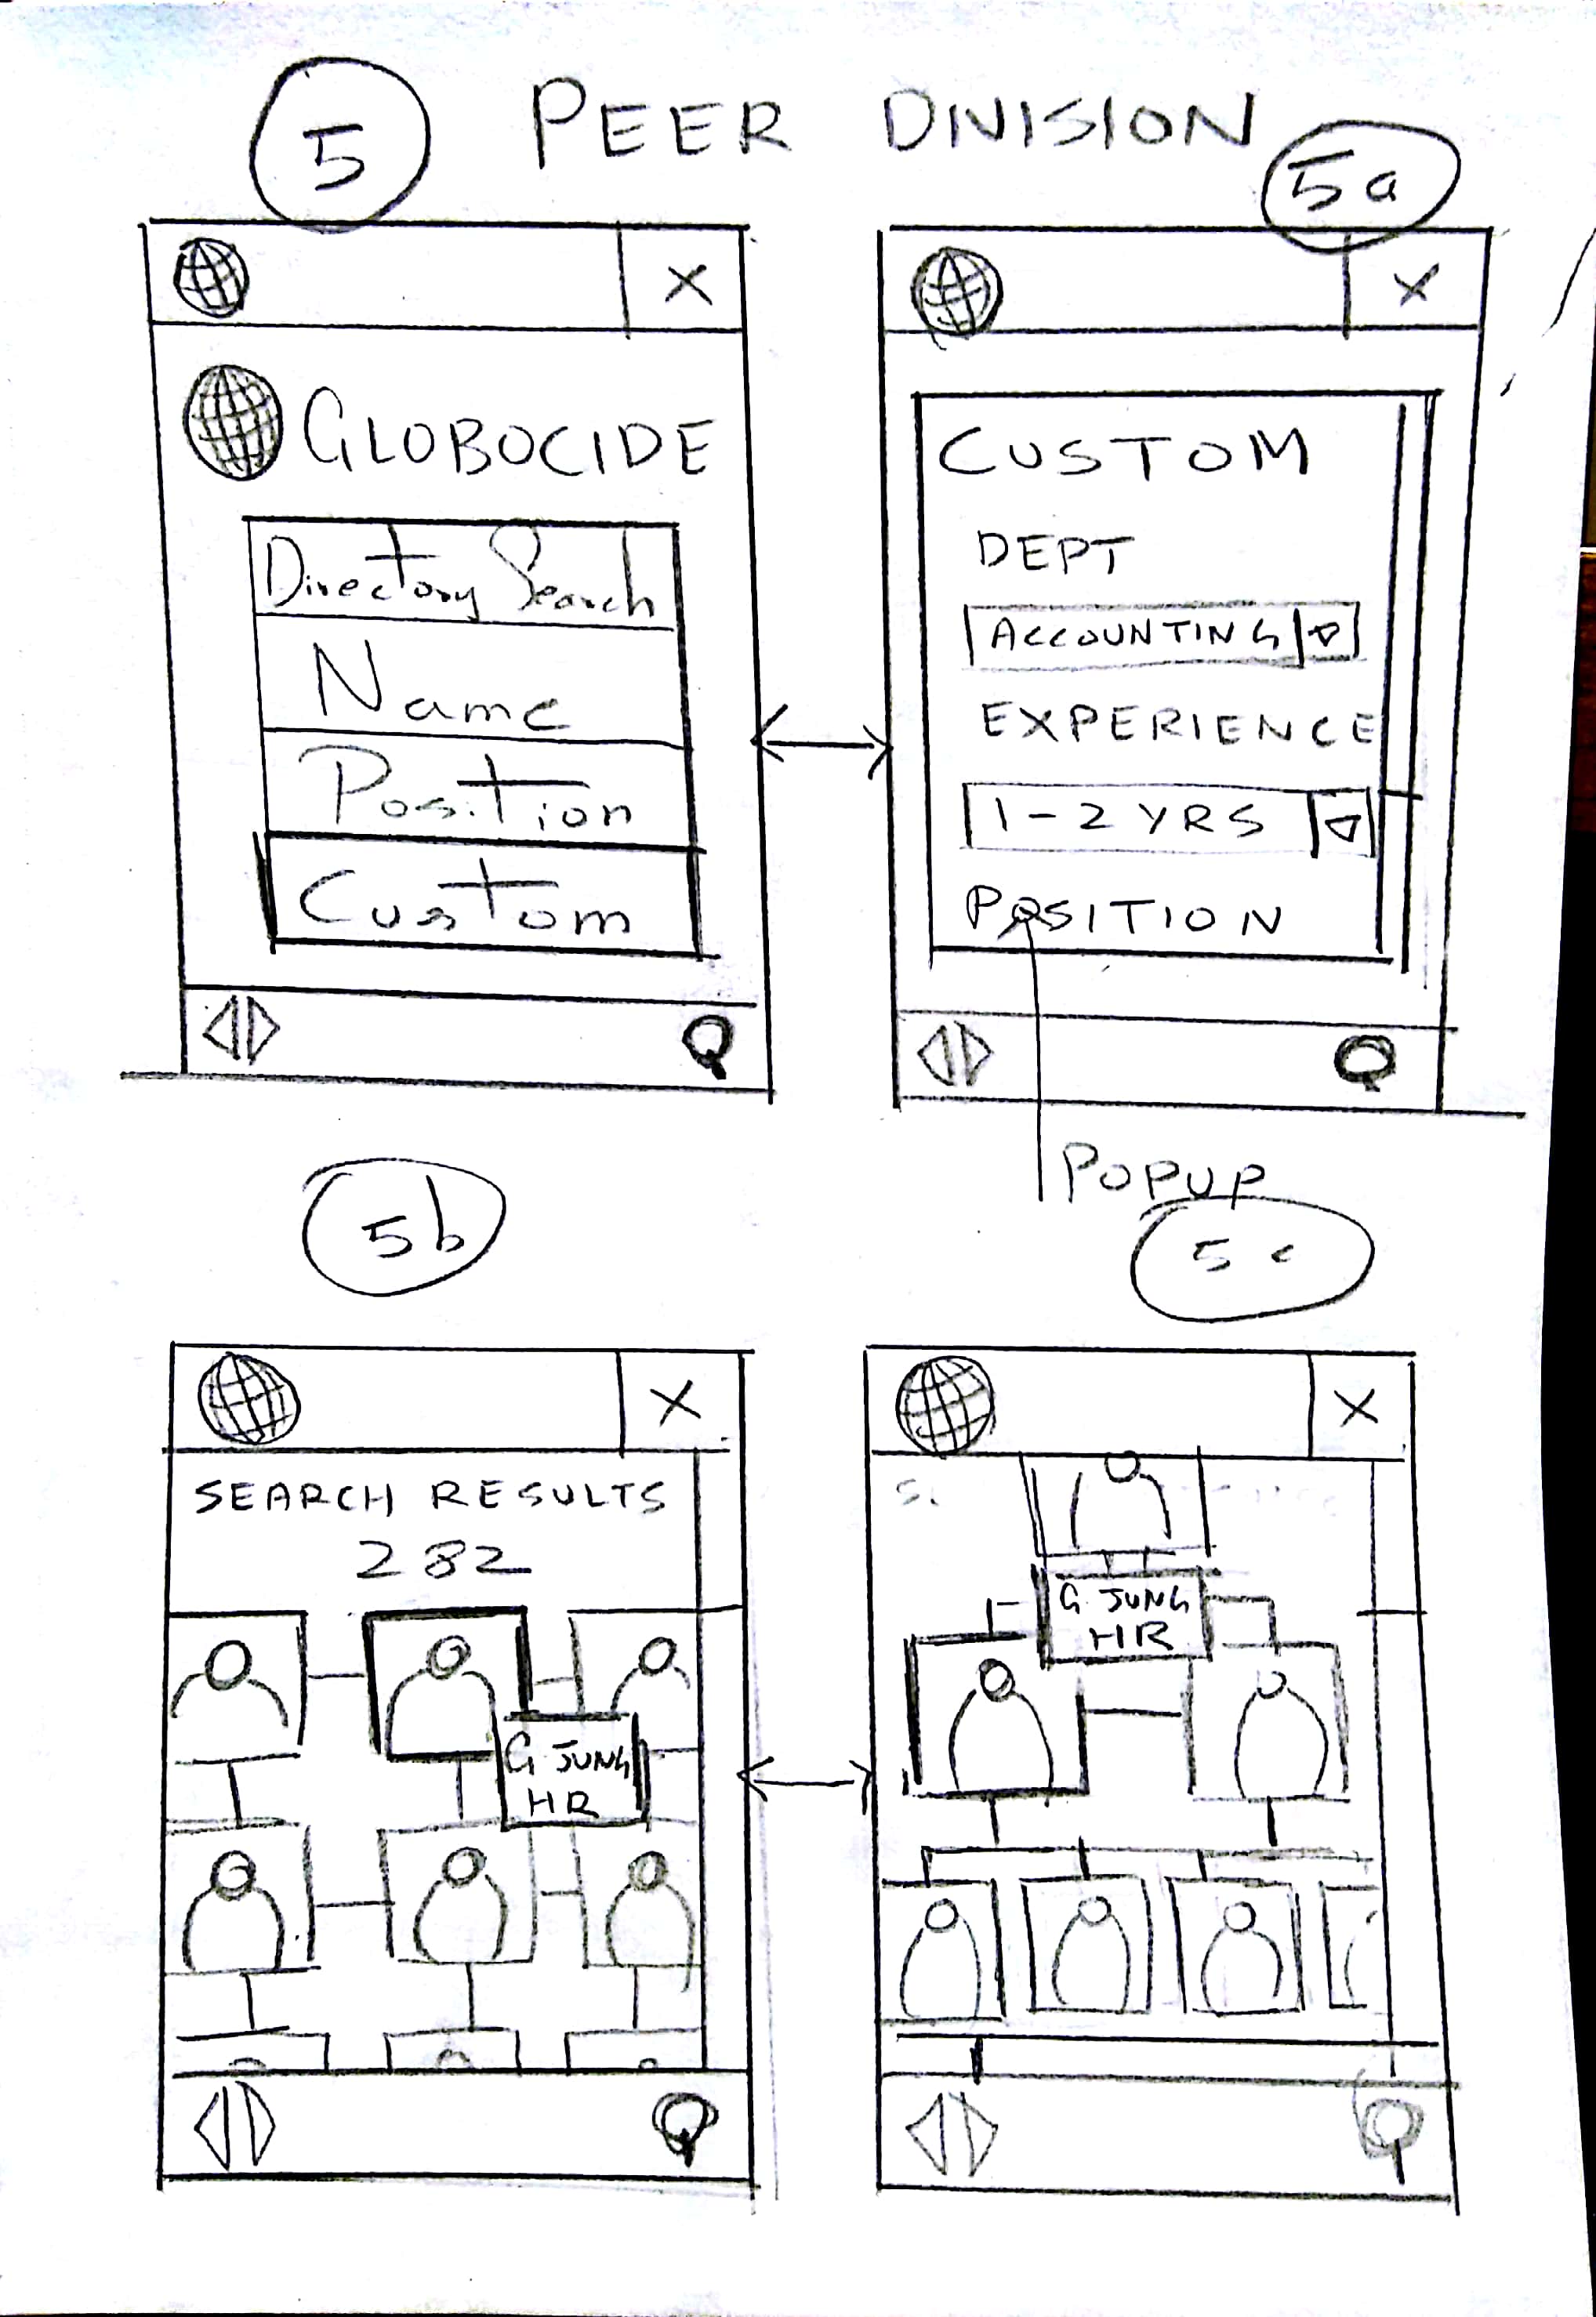 5 PEER DIVISION
5a
X
X
GLOBOCIDE
Directory Search
Name
Position
Custom
CUSTOM
DEPT
ACCOUNTING
EXPERIENCE
1-2 YRS
POSITION
POPUP
5b
5c
X
X
SEARCH RESULTS
282
G JUNG
HR
G. JUNG
HR